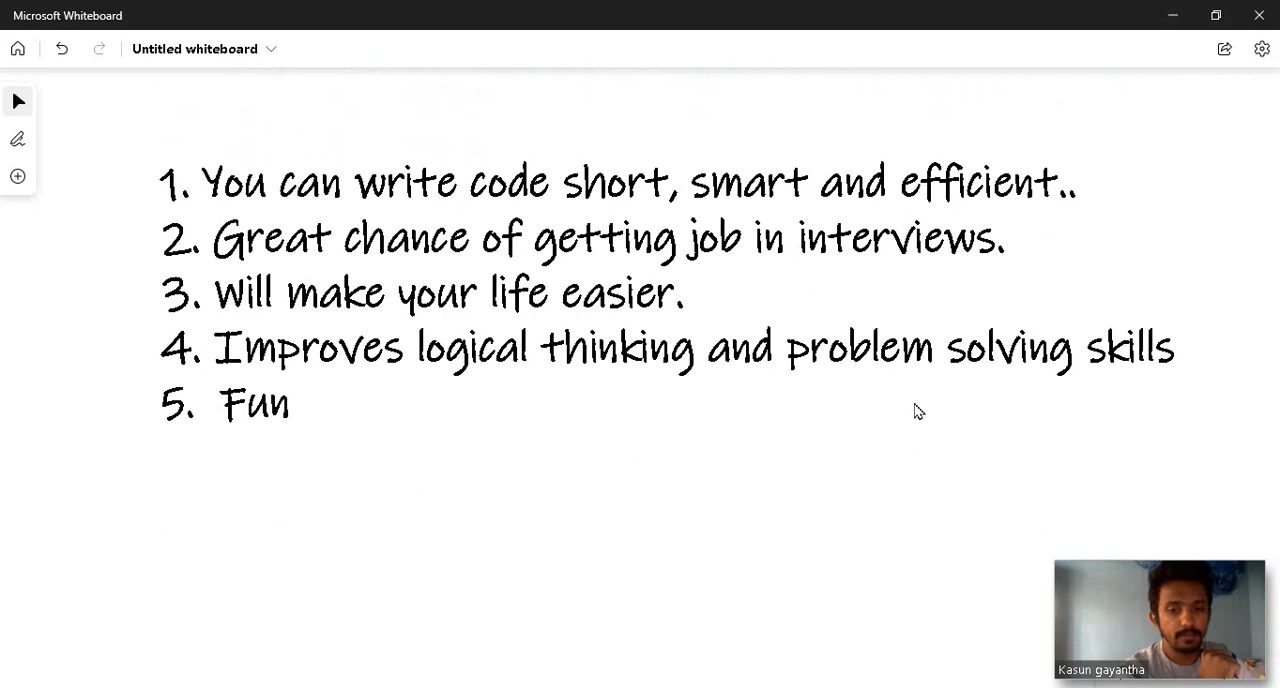 Microsoft Whiteboard
Untitled whiteboard
1. You can write code short, smart and efficient..
2. Great chance of getting job in interviews.
3. Will make your life easier.
4. Improves logical thinking and problem solving skills
5. Fun
Kasun gayantha